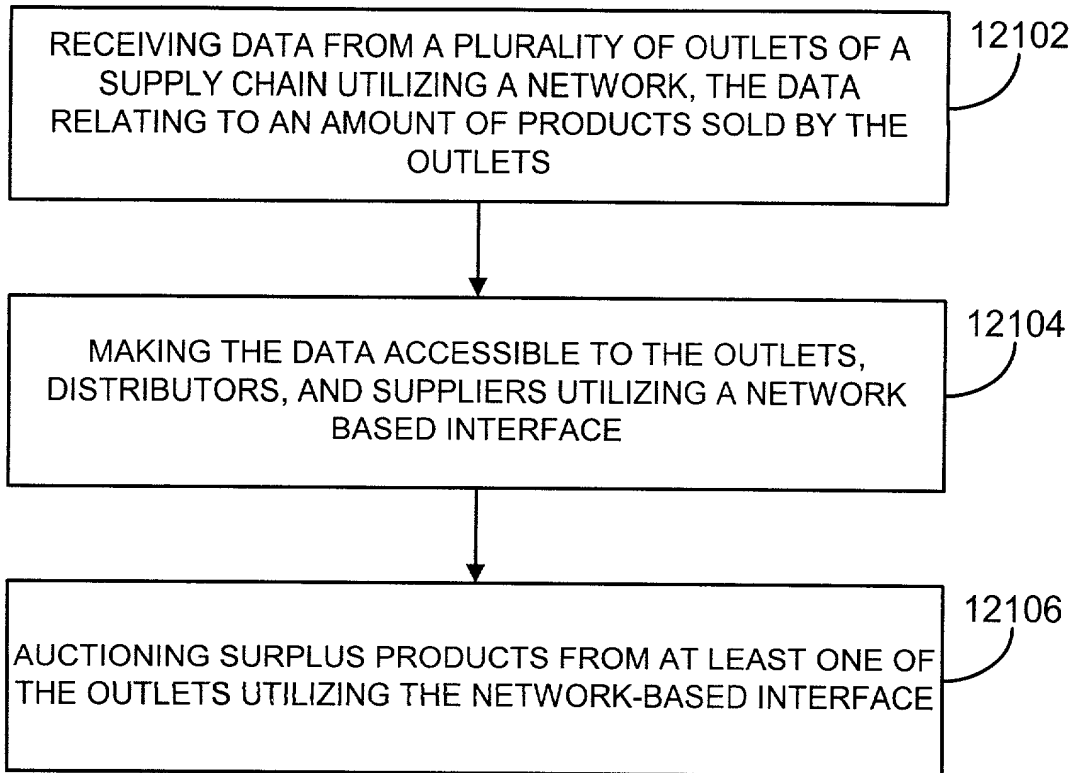 RECEIVING DATA FROM A PLURALITY OF OUTLETS OF A
SUPPLY CHAIN UTILIZING A NETWORK, THE DATA
RELATING TO AN AMOUNT OF PRODUCTS SOLD BY THE
OUTLETS
12102
MAKING THE DATA ACCESSIBLE TO THE OUTLETS,
DISTRIBUTORS, AND SUPPLIERS UTILIZING A NETWORK
BASED INTERFACE
12104
AUCTIONING SURPLUS PRODUCTS FROM AT LEAST ONE OF
THE OUTLETS UTILIZING THE NETWORK-BASED INTERFACE
12106